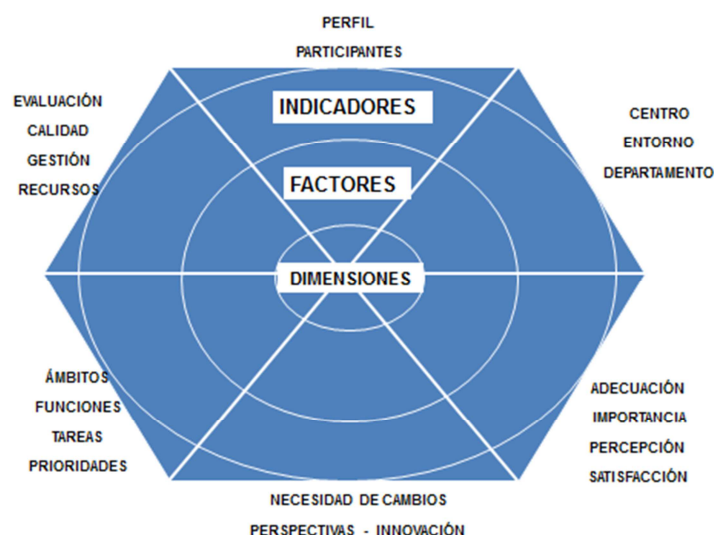 PERFIL
PARTICIPANTES
INDICADORES
FACTORES
DIMENSIONES
EVALUACIÓN
CALIDAD
GESTIÓN
RECURSOS
CENTRO
ENTORNO
DEPARTAMENTO
ÁMBITOS
FUNCIONES
TAREAS
PRIORIDADES
ADECUACIÓN
IMPORTANCIA
PERCEPCIÓN
SATISFACCIÓN
NECESIDAD DE CAMBIOS
PERSPECTIVAS - INNOVACIÓN